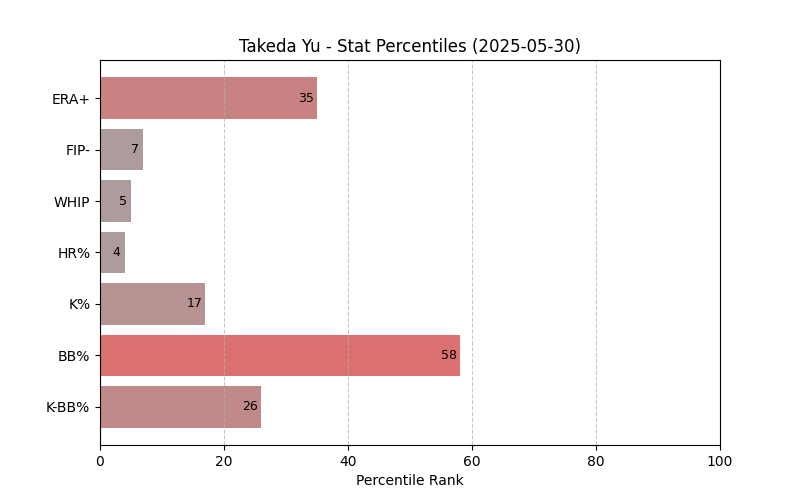 Takeda Yu - Stat Percentiles (2025-05-30)
ERA+ 35
FIP- 7
WHIP 5
HR% 4
K% 17
BB% 58
K-BB% 26
0 20 40 60 80 100
Percentile Rank